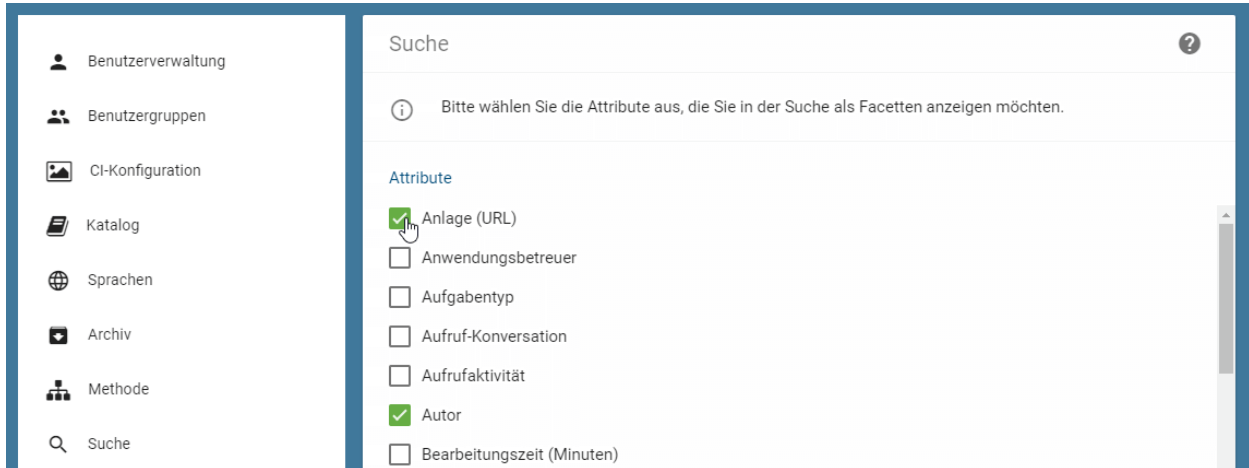 Benutzerverwaltung
Benutzergruppen
CI-Konfiguration
Katalog
Sprachen
Archiv
Methode
Suche
Suche
Bitte wählen Sie die Attribute aus, die Sie in der Suche als Facetten anzeigen möchten.
Attribute
Anlage (URL)
Anwendungsbetreuer
Aufgabentyp
Aufruf-Konversation
Aufrufaktivität
Autor
Bearbeitungszeit (Minuten)